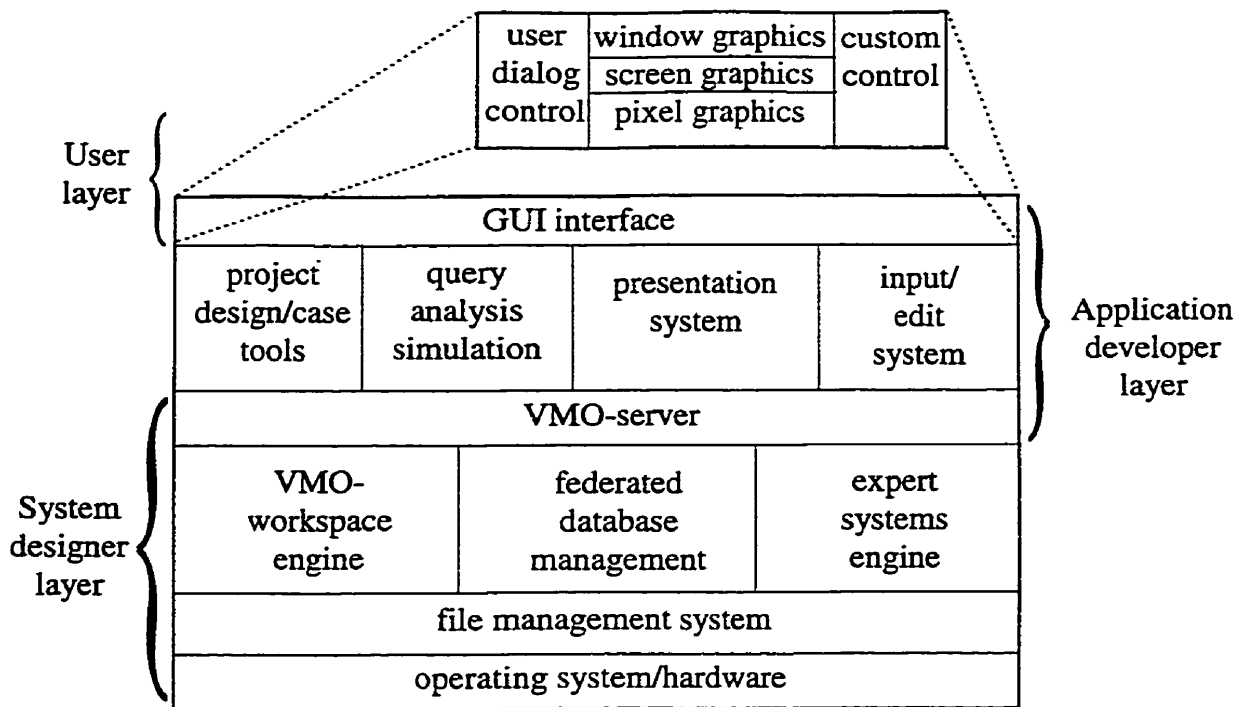 user
dialog
control
window graphics
screen graphics
pixel graphics
custom
control
User
layer
GUI interface
project
design/case
tools
query
analysis
simulation
presentation
system
input/
edit
system
Application
developer
layer
VMO-server
System
designer
layer
VMO-
workspace
engine
federated
database
management
expert
systems
engine
file management system
operating system/hardware